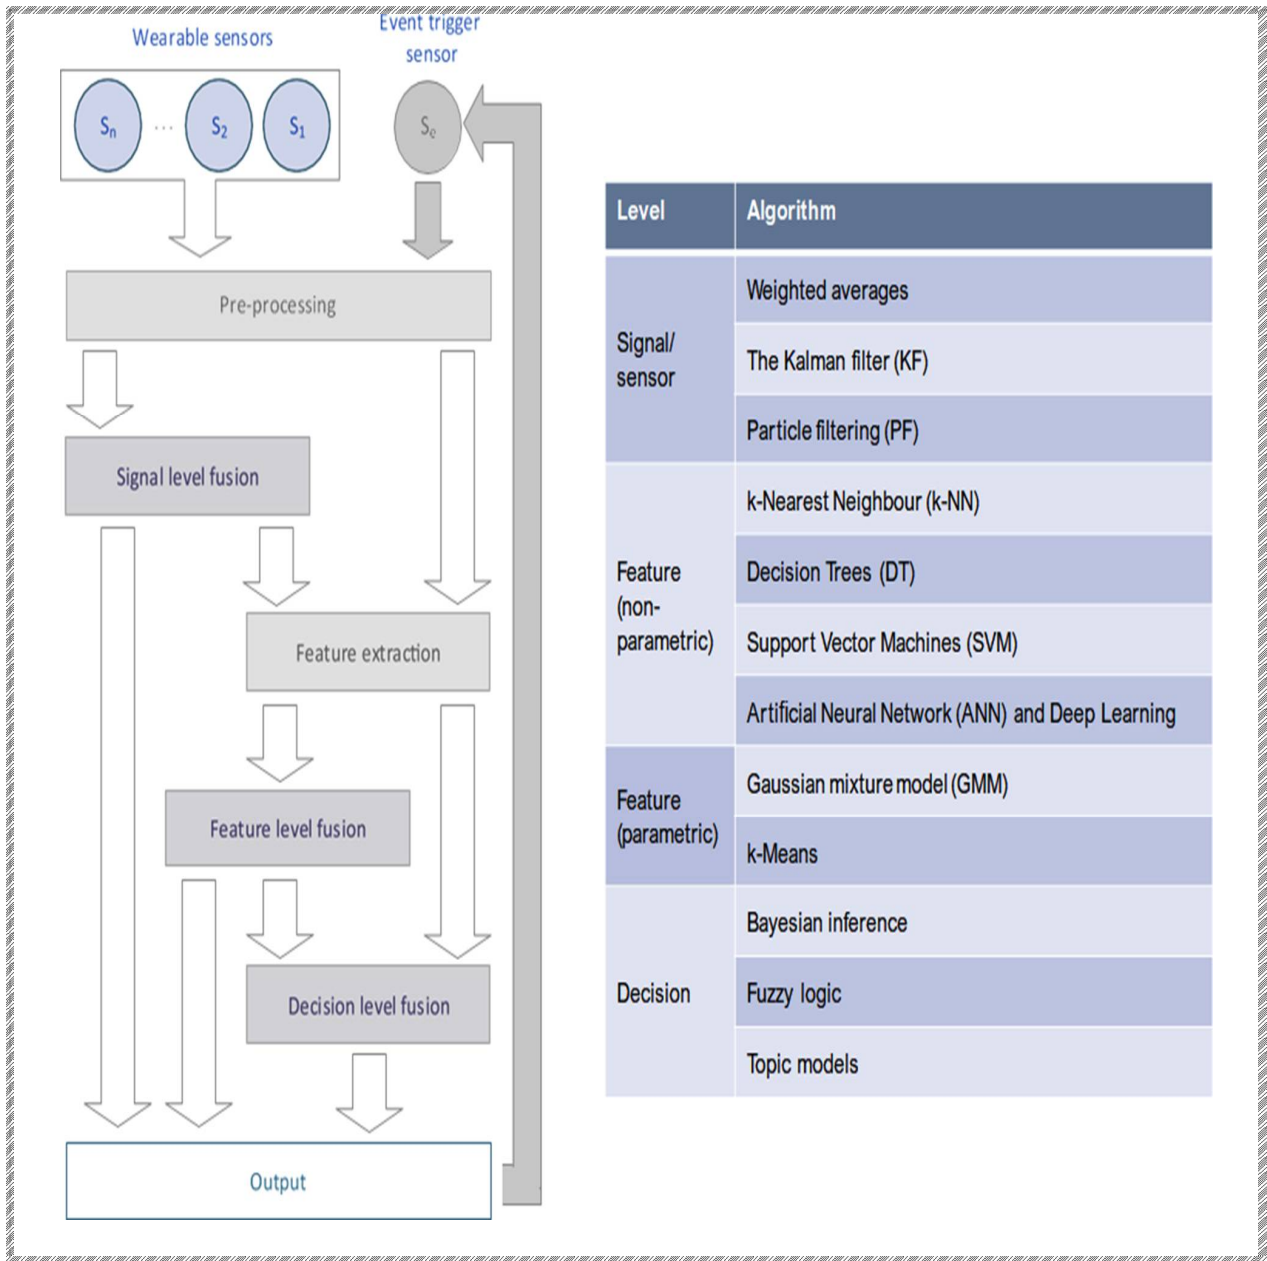 Wearable sensors
Event trigger
sensor
Sn ... S2 S1
Se
Pre-processing
Signal level fusion
Feature extraction
Feature level fusion
Decision level fusion
Output
Level Algorithm
Signal/
sensor
Weighted averages
The Kalman filter (KF)
Particle filtering (PF)
Feature
(non-
parametric)
k-Nearest Neighbour (k-NN)
Decision Trees (DT)
Support Vector Machines (SVM)
Artificial Neural Network (ANN) and Deep Learning
Feature
(parametric)
Gaussian mixture model (GMM)
k-Means
Decision
Bayesian inference
Fuzzy logic
Topic models